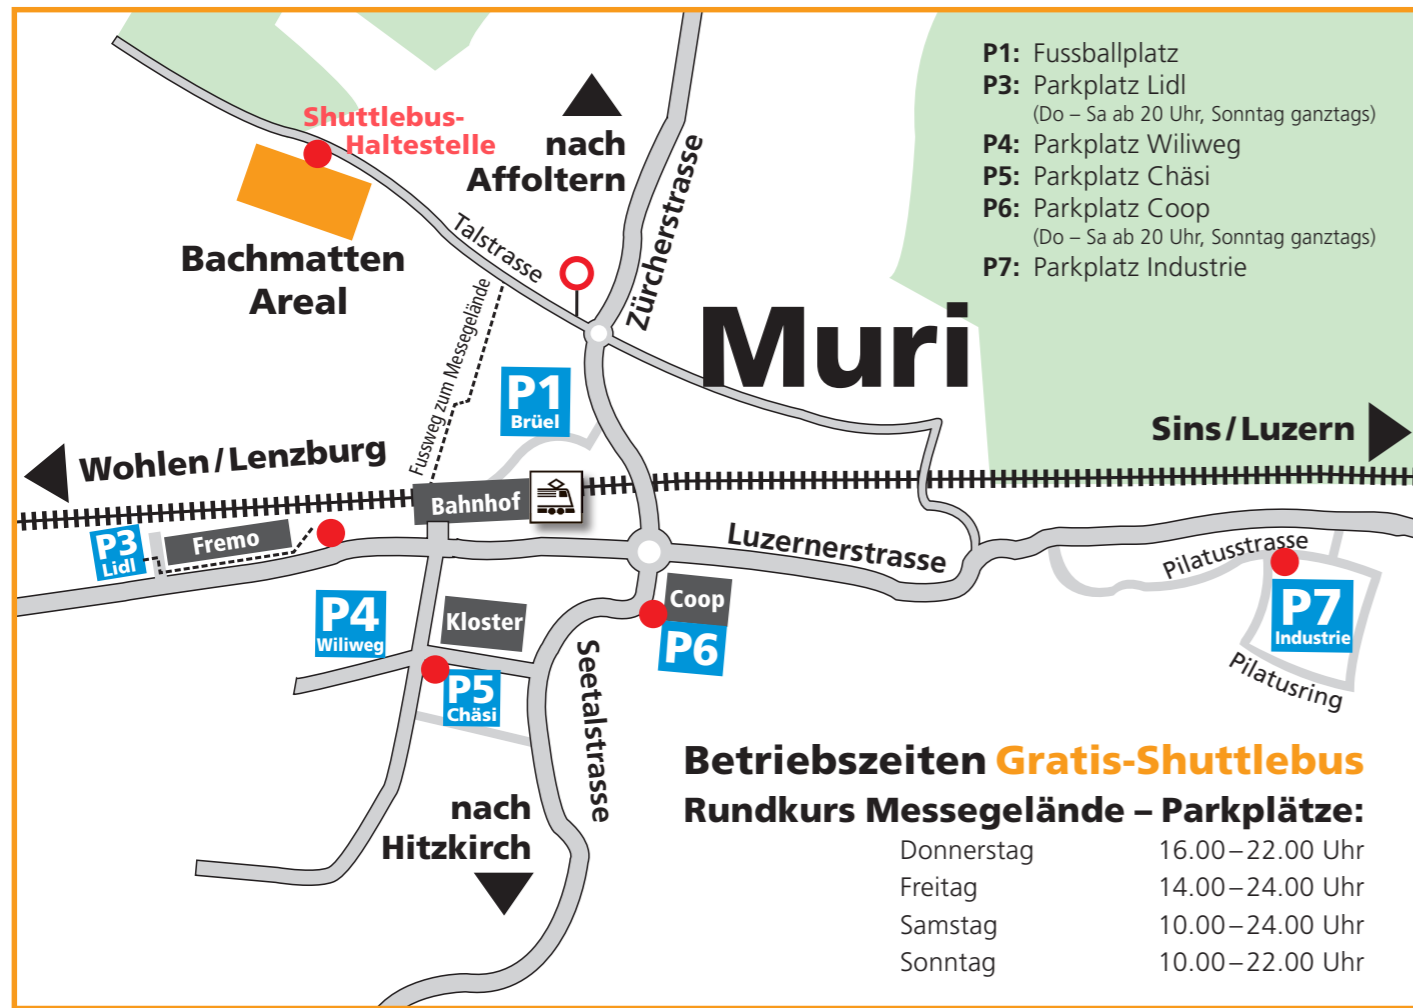 P1: Fussballplatz
P3: Parkplatz Lidl
(Do – Sa ab 20 Uhr, Sonntag ganztags)
P4: Parkplatz Wiliweg
P5: Parkplatz Chäsi
P6: Parkplatz Coop
(Do – Sa ab 20 Uhr, Sonntag ganztags)
P7: Parkplatz Industrie
Shuttlebus-
Haltestelle
nach
Affoltern
Bachmatten
Areal
Talstrasse
Zürcherstrasse
Fussweg zum Messegelände
Muri
P1
Brüel
Wohlen/Lenzburg
Sins/Luzern
Bahnhof
P3
Lidl
Fremo
Luzernerstrasse
Pilatusstrasse
P4
Wiliweg
Kloster
Coop
P6
P7
Industrie
Pilatusring
P5
Chäsi
Seetalstrasse
nach
Hitzkirch
Betriebszeiten Gratis-Shuttlebus
Rundkurs Messegelände – Parkplätze:
Donnerstag 16.00–22.00 Uhr
Freitag 14.00–24.00 Uhr
Samstag 10.00–24.00 Uhr
Sonntag 10.00–22.00 Uhr